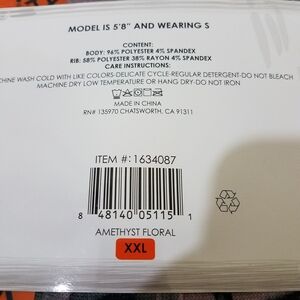 MODEL IS 5'8" AND WEARING S
CONTENT:
BODY: 96% POLYESTER 4% SPANDEX
RIB: 58% POLYESTER 38% RAYON 4% SPANDEX
CARE INSTRUCTIONS:
CHINE WASH COLD WITH LIKE COLORS-DELICATE CYCLE-REGULAR DETERGENT-DO NOT BLEACH
MACHINE DRY LOW TEMPERATURE OR HANG DRY-DO NOT IRON
MADE IN CHINA
RN# 135970 CHATSWORTH, CA 91311
ITEM #: 1634087
8 48140 05115 1
AMETHYST FLORAL
XXL